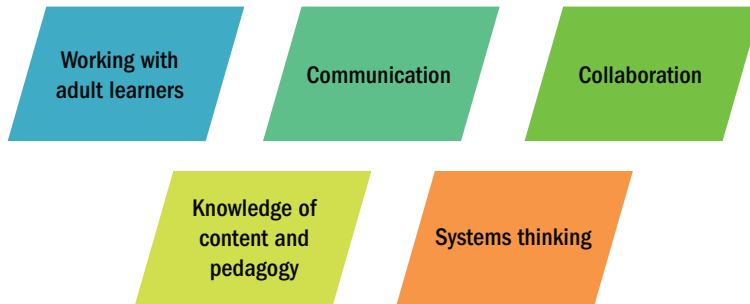 Working with
adult learners
Communication
Collaboration
Knowledge of
content and
pedagogy
Systems thinking